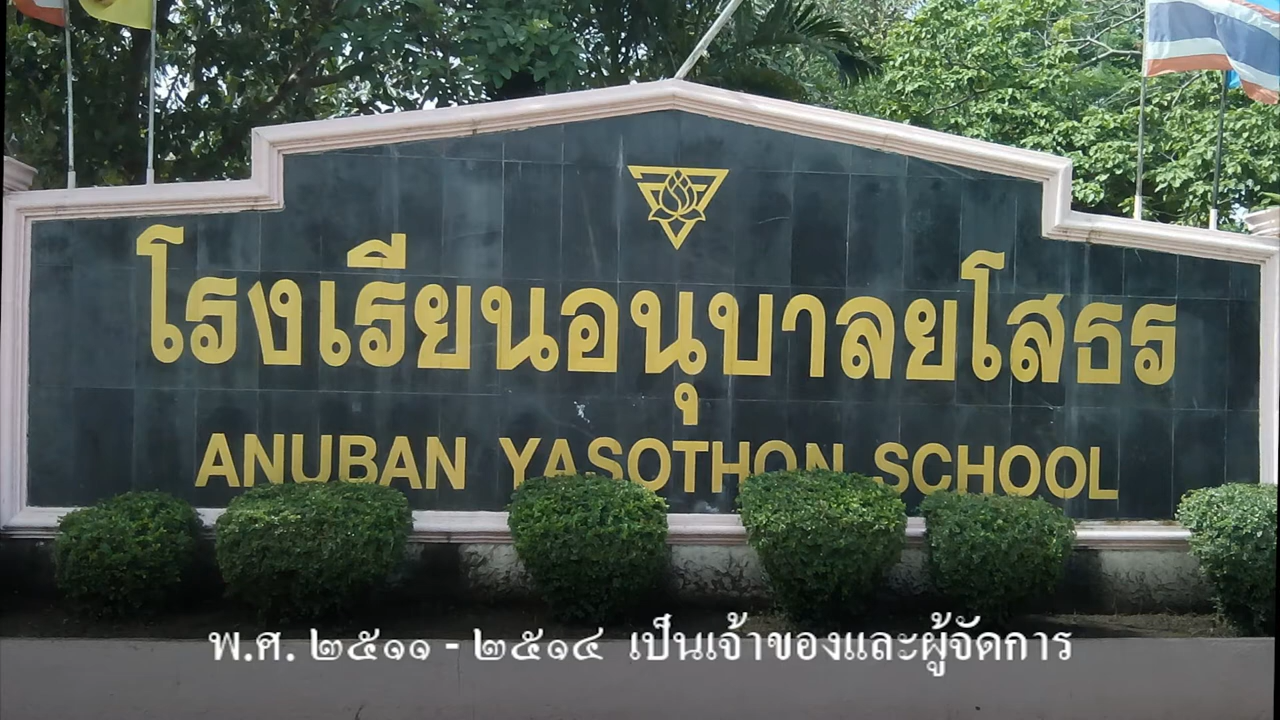 โรงเรียนอนุบาลยโสธร
ANUBAN YASOTHON SCHOOL
พ.ศ. ๒๕๑๑ - ๒๕๑๔ เป็นเจ้าของและผู้จัดการ